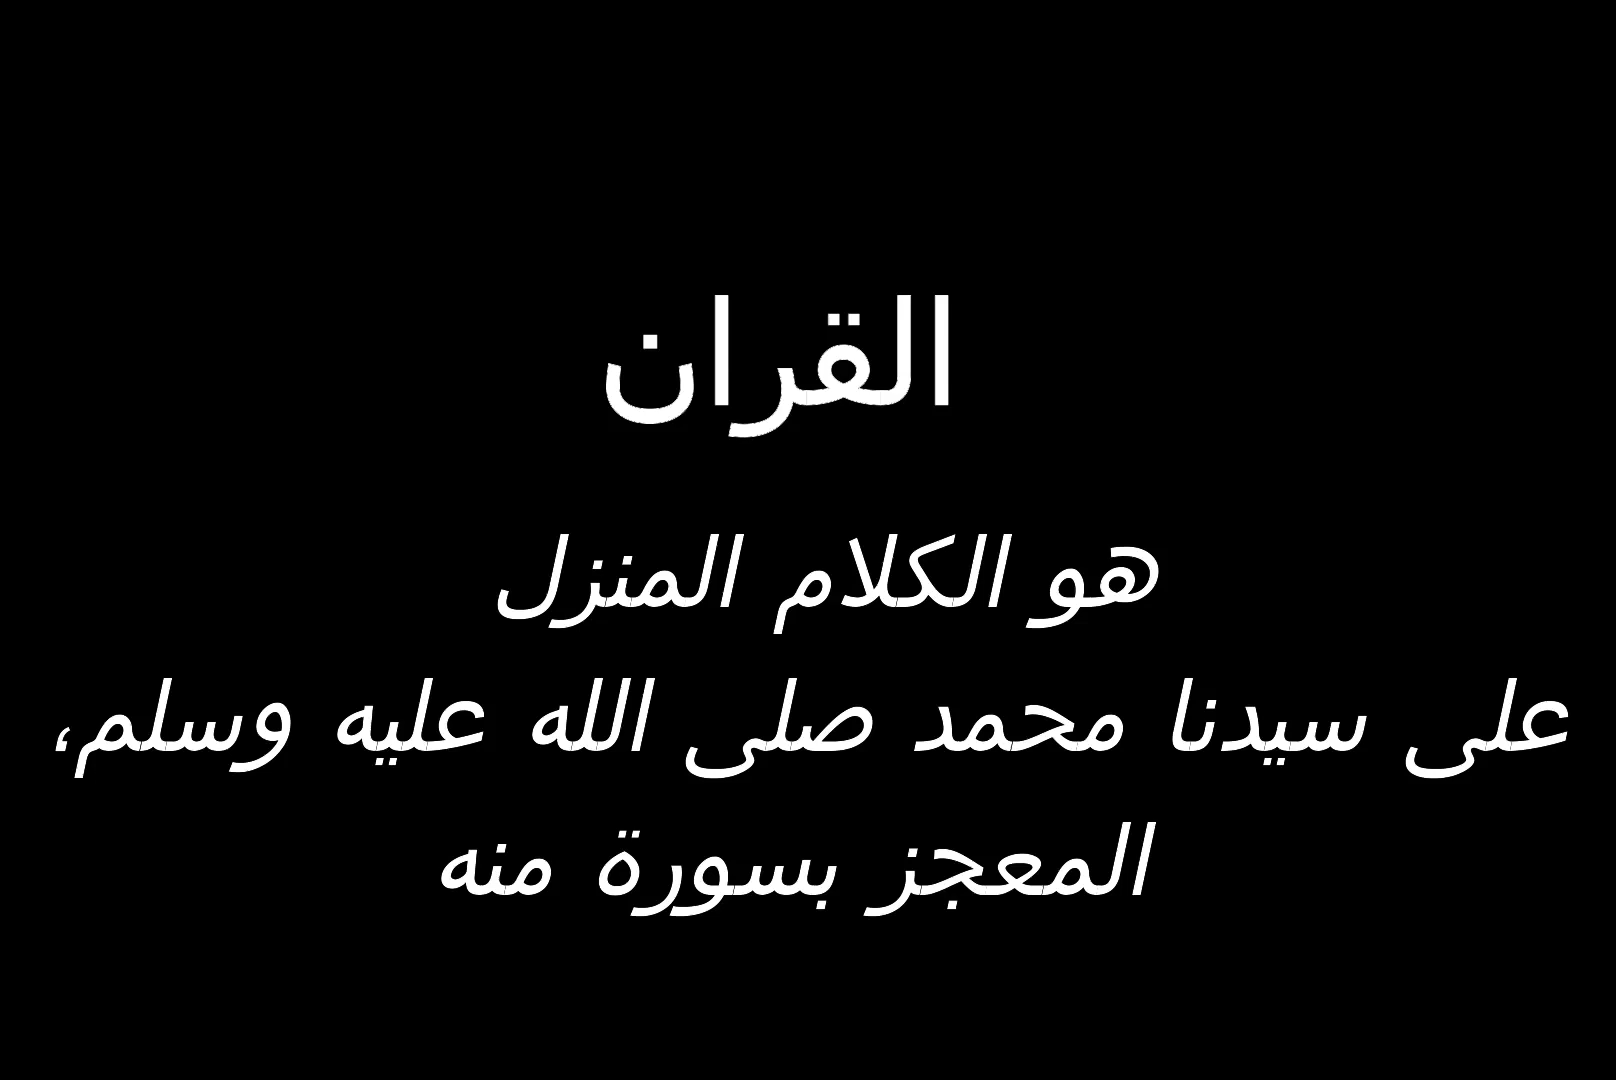 القران
هو الكلام المنزل
على سيدنا محمد صلى الله عليه وسلم،
المعجز بسورة منه